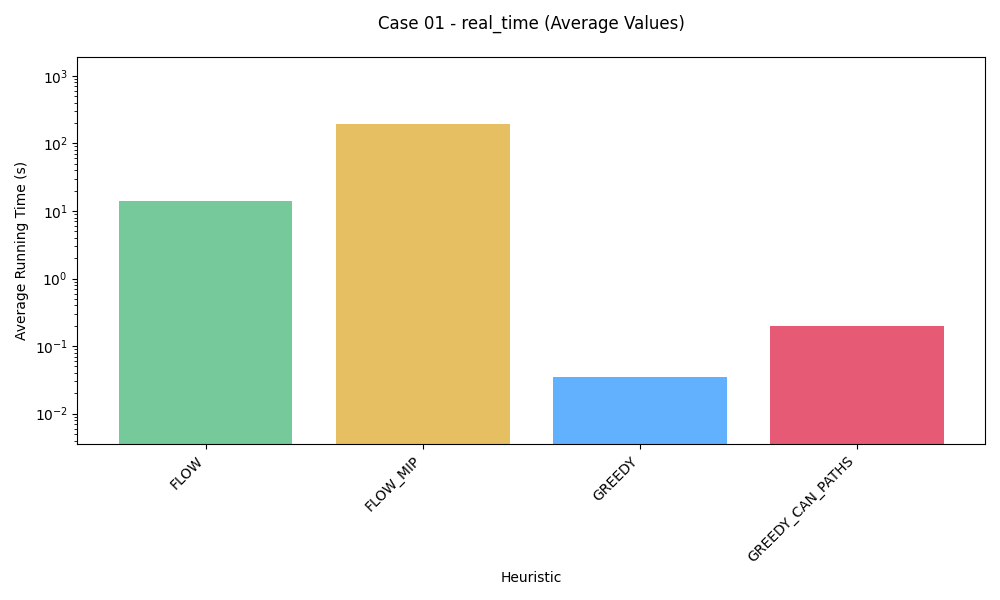 Case 01 - real_time (Average Values)
Average Running Time (s)
10³
10²
10¹
10⁰
10⁻¹
10⁻²
FLOW
FLOW_MIP
GREEDY
GREEDY_CAN_PATHS
Heuristic